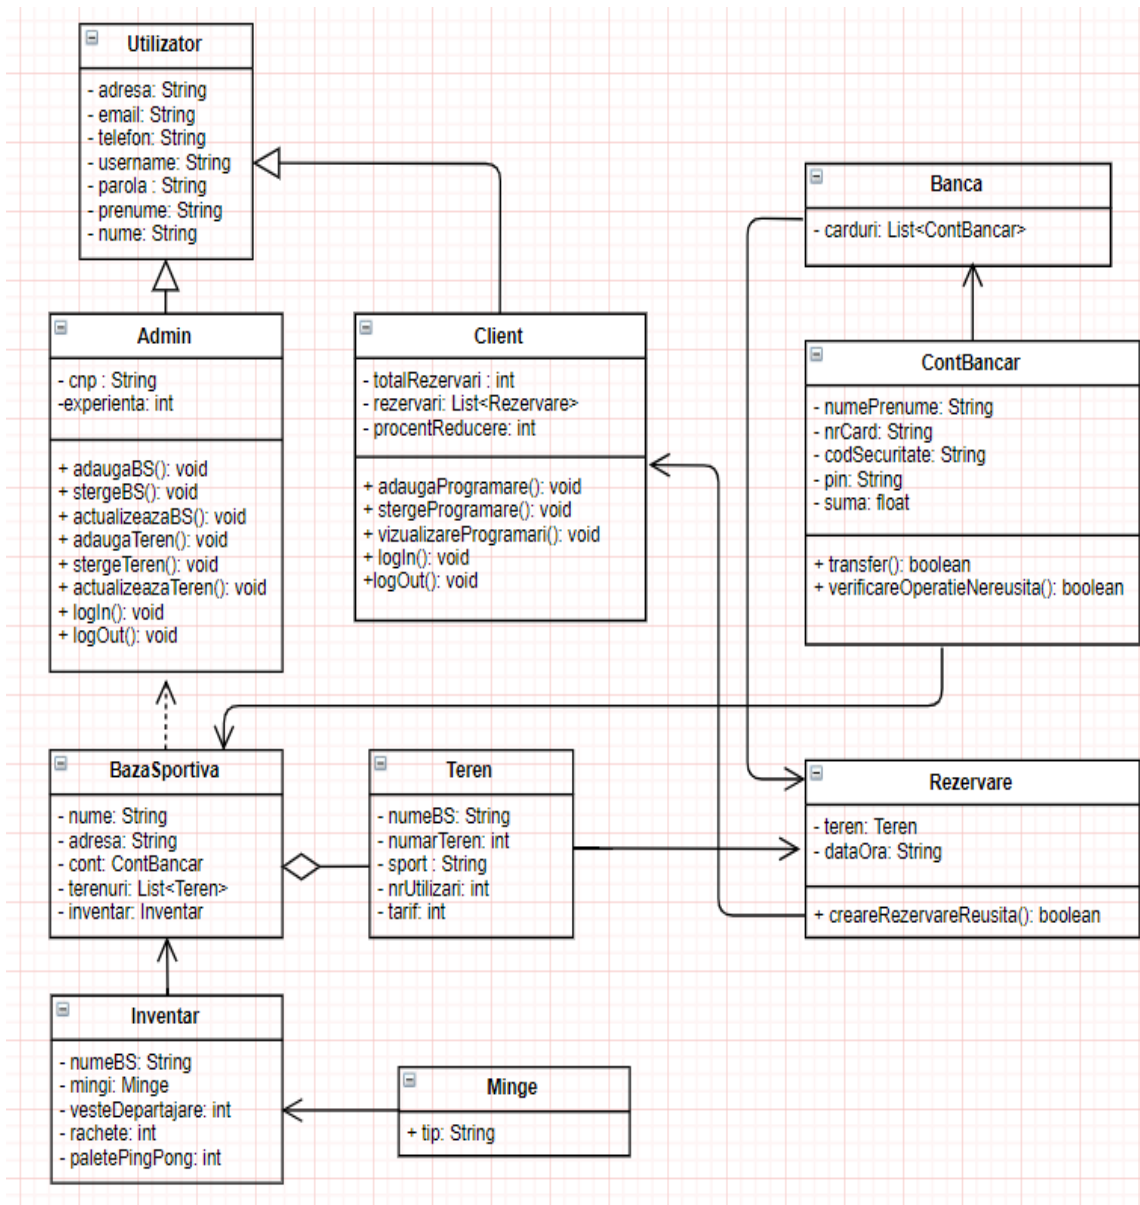 Utilizator
- adresa: String
- email: String
- telefon: String
- username: String
- parola : String
- prenume: String
- nume: String
Banca
- carduri: List<ContBancar>
Admin
- cnp : String
-experienta: int
+ adaugaBS(): void
+ stergeBS(): void
+ actualizeazaBS(): void
+ adaugaTeren(): void
+ stergeTeren(): void
+ actualizeazaTeren(): void
+ logIn(): void
+ logOut(): void
Client
- totalRezervari : int
- rezervari: List<Rezervare>
- procentReducere: int
+ adaugaProgramare(): void
+ stergeProgramare(): void
+ vizualizareProgramari(): void
+ logIn(): void
+logOut(): void
ContBancar
- numePrenume: String
- nrCard: String
- codSecuritate: String
- pin: String
- suma: float
+ transfer(): boolean
+ verificareOperatieNereusita(): boolean
BazaSportiva
- nume: String
- adresa: String
- cont: ContBancar
- terenuri: List<Teren>
- inventar: Inventar
Teren
- numeBS: String
- numarTeren: int
- sport : String
- nrUtilizari: int
- tarif: int
Rezervare
- teren: Teren
- dataOra: String
+ creareRezervareReusita(): boolean
Inventar
- numeBS: String
- mingi: Minge
- vesteDepartajare: int
- rachete: int
- paletePingPong: int
Minge
+ tip: String